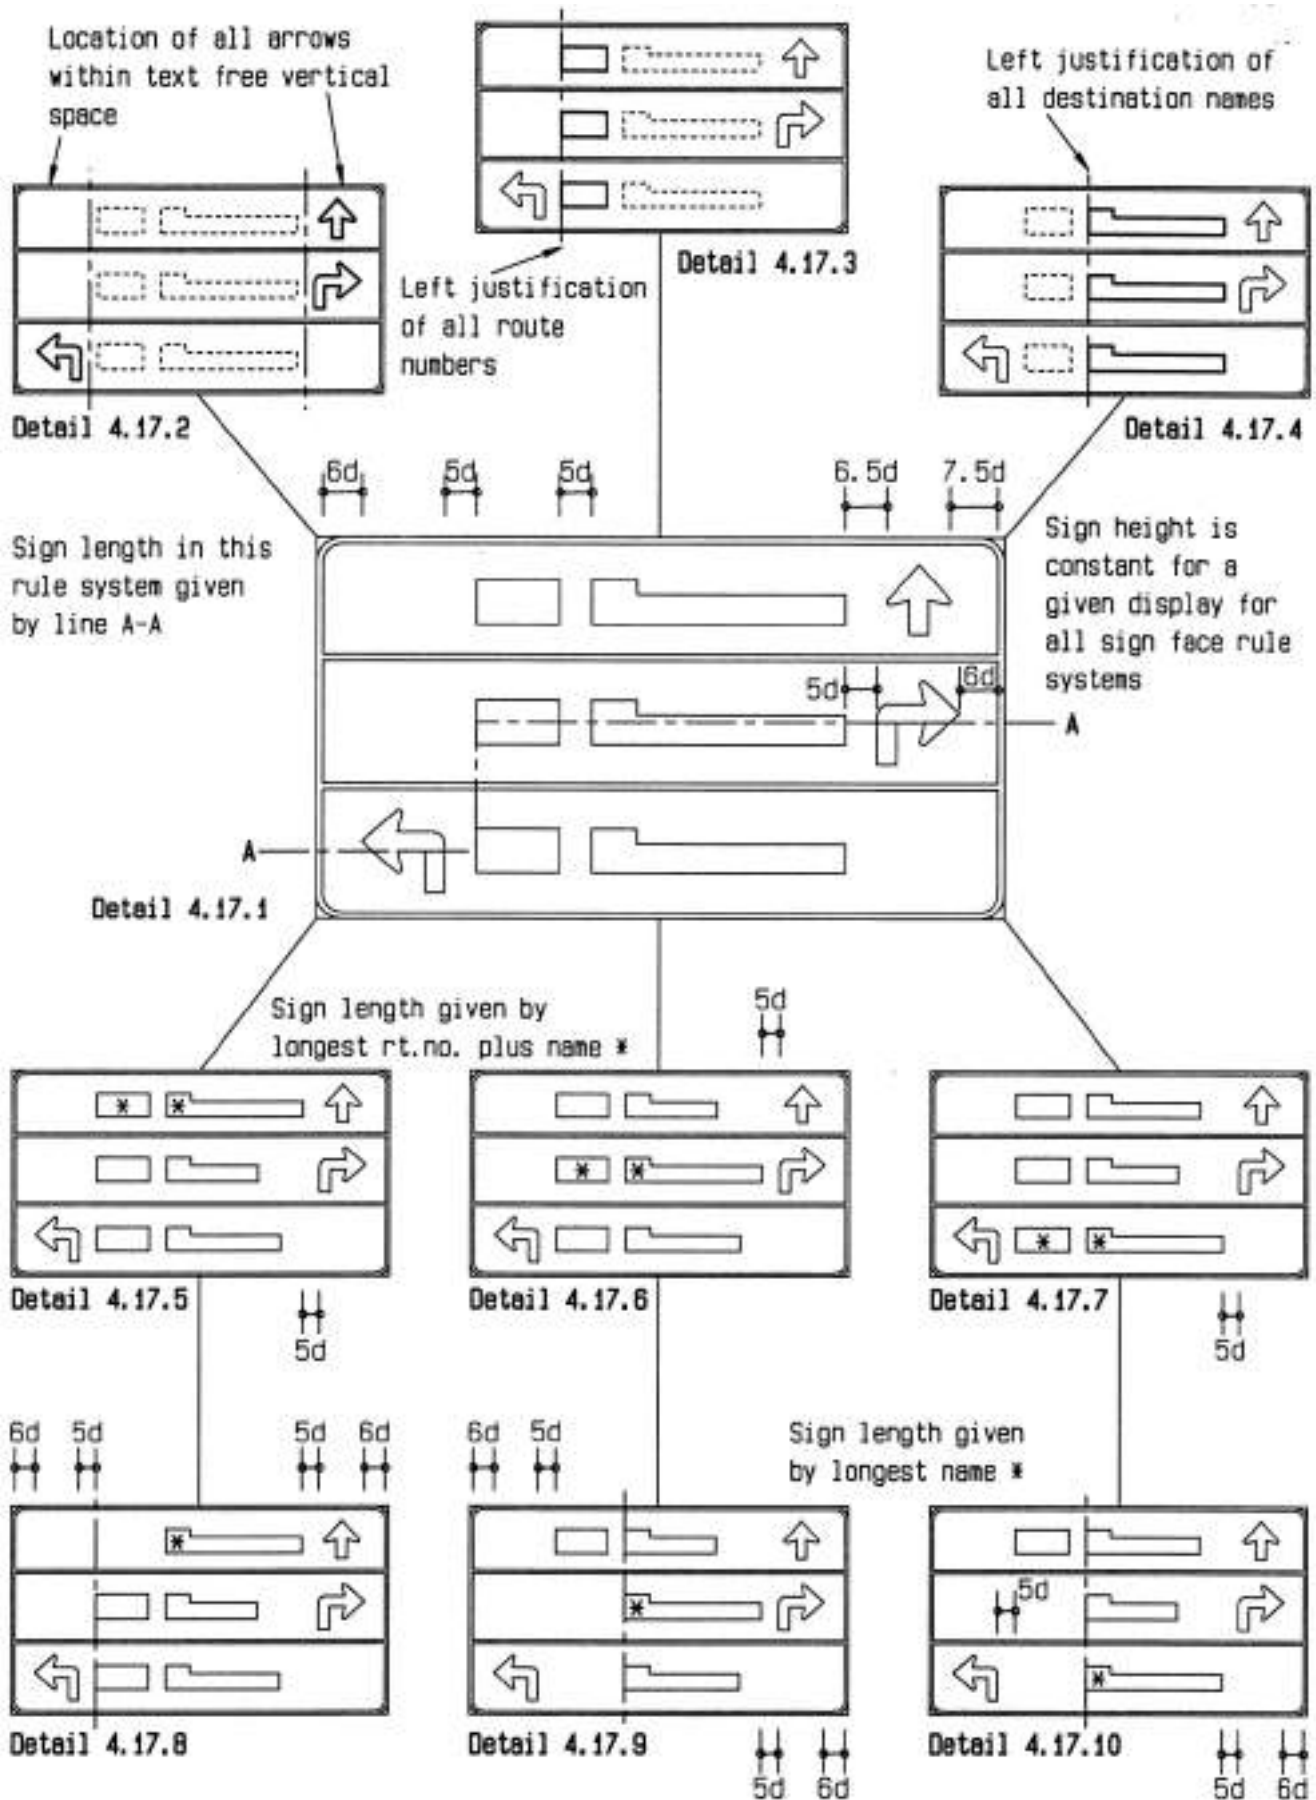 Location of all arrows
within text free vertical
space
Left justification of
all destination names
Detail 4.17.3
Left justification
of all route
numbers
Detail 4.17.2
Detail 4.17.4
6d
5d
5d
6.5d
7.5d
Sign length in this
rule system given
by line A-A
Sign height is
constant for a
given display for
all sign face rule
systems
5d
6d
A
A
Detail 4.17.1
Sign length given by
longest rt.no. plus name *
5d
* *
* *
* *
Detail 4.17.5
Detail 4.17.6
Detail 4.17.7
5d
5d
6d 5d 5d 6d
6d 5d
Sign length given
by longest name *
*
*
5d
*
Detail 4.17.8
Detail 4.17.9
Detail 4.17.10
5d 6d
5d 6d